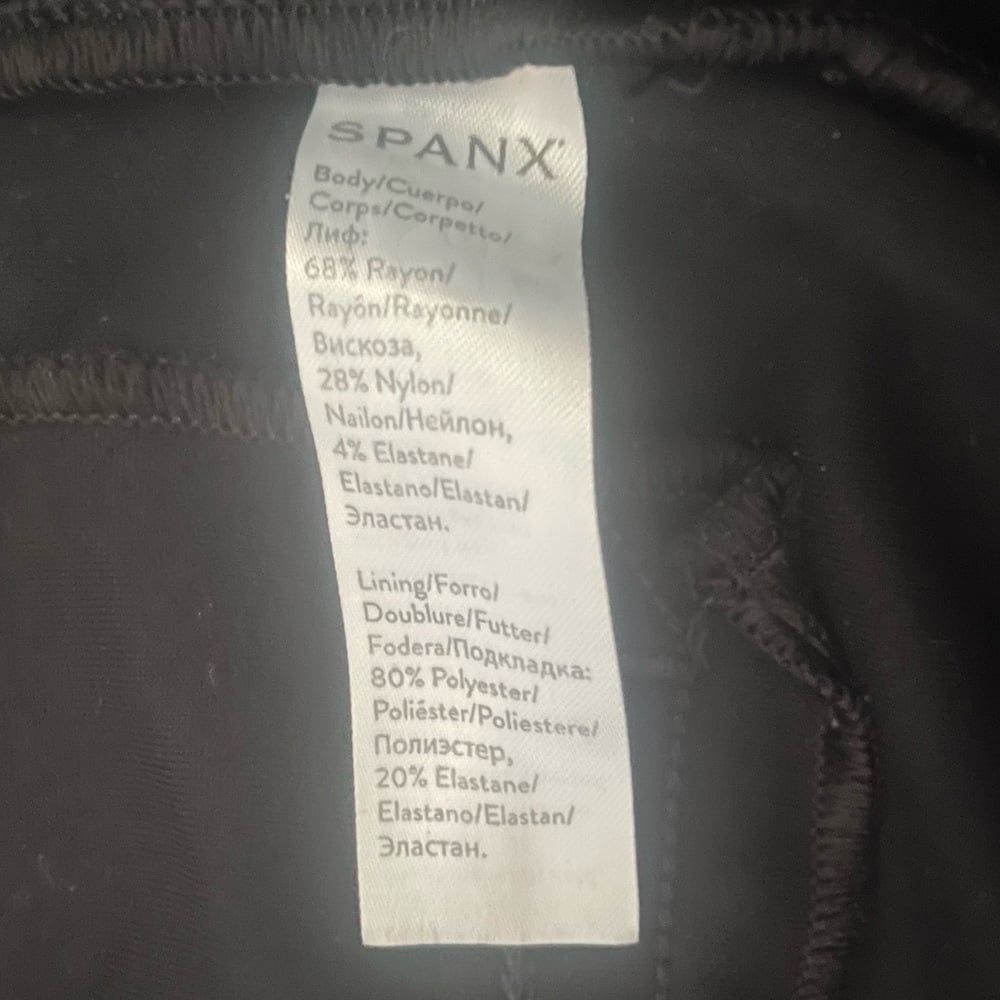 SPANX
Body/Cuerpo/
Corps/Corpetto/
Лиф:
68% Rayon/
Rayón/Rayonne/
Вискоза,
28% Nylon/
Nailon/Нейлон,
4% Elastane/
Elastano/Elastan/
Эластан.
Lining/Forro/
Doublure/Futter/
Fodera/Подкладка:
80% Polyester/
Poliéster/Poliestere/
Полиэстер,
20% Elastane/
Elastano/Elastan/
Эластан.